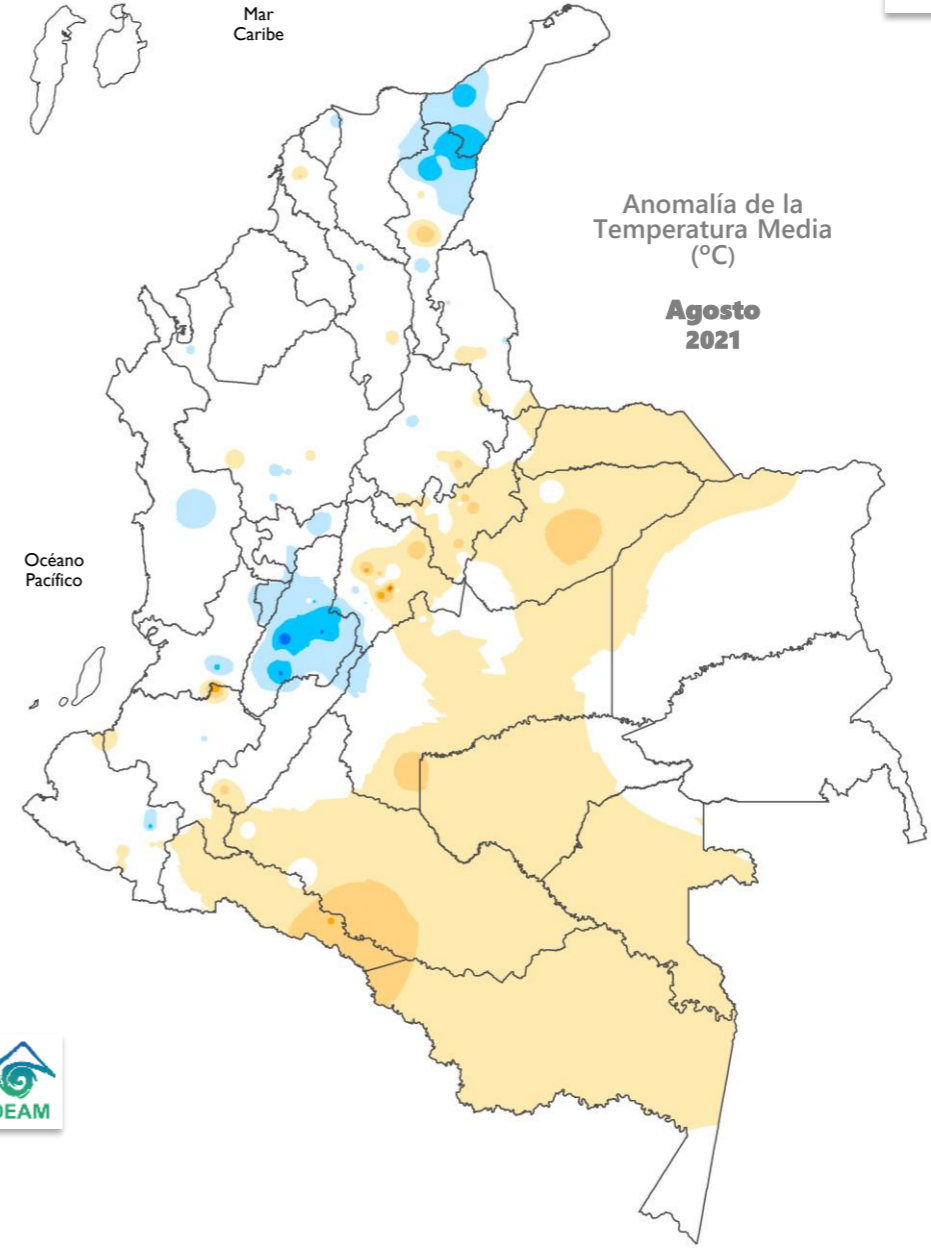 Mar
Caribe
Anomalía de la
Temperatura Media
(ºC)
Agosto
2021
Océano
Pacífico
DEAM